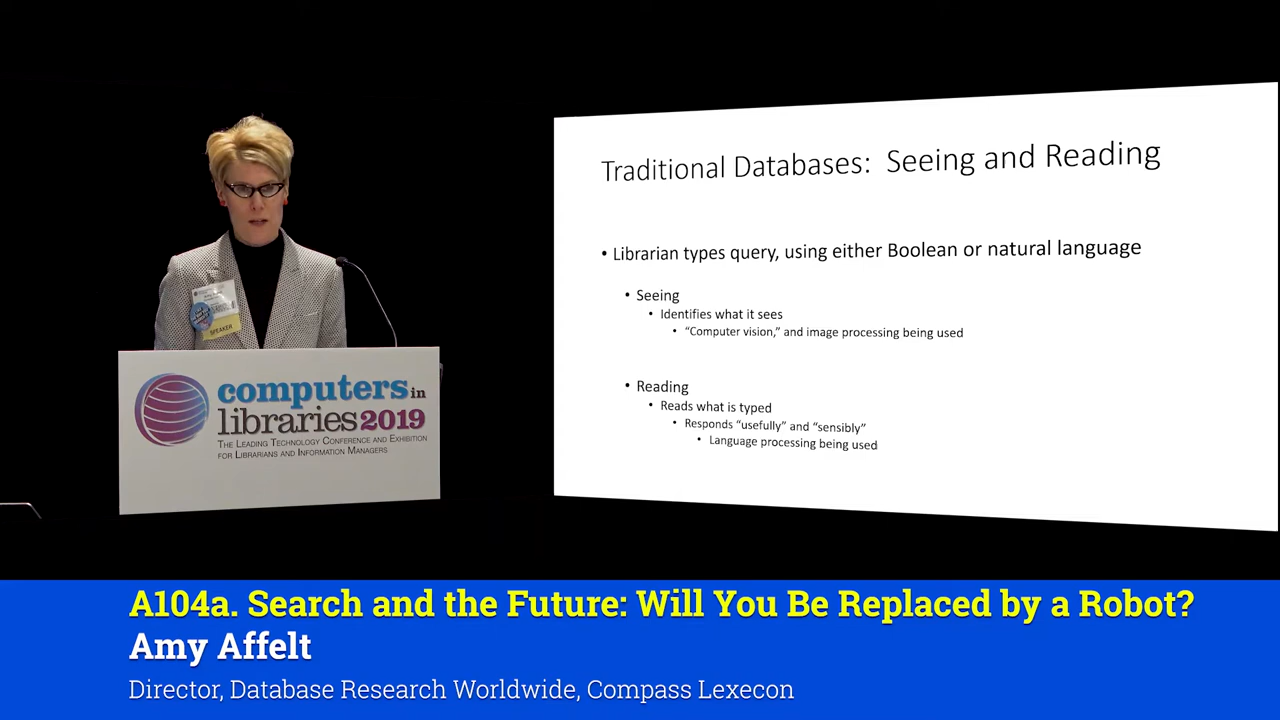 Traditional Databases: Seeing and Reading
• Librarian types query, using either Boolean or natural language
• Seeing
• Identifies what it sees
• “Computer vision,” and image processing being used
• Reading
• Reads what is typed
• Responds “usefully” and “sensibly”
• Language processing being used
SPEAKER
computers in
libraries 2019
The Leading Technology Conference and Exhibition
for Librarians and Information Managers
A104a. Search and the Future: Will You Be Replaced by a Robot?
Amy Affelt
Director, Database Research Worldwide, Compass Lexecon